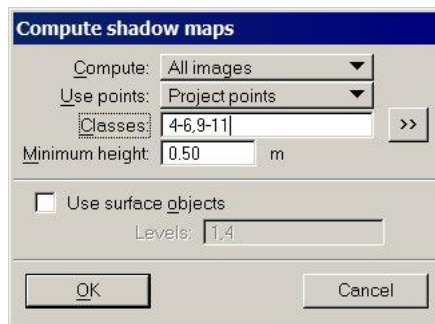 Compute shadow maps
Compute: All images
Use points: Project points
Classes: 4-6,9-11 >>
Minimum height: 0.50 m
Use surface objects
Levels: 1,4
OK Cancel